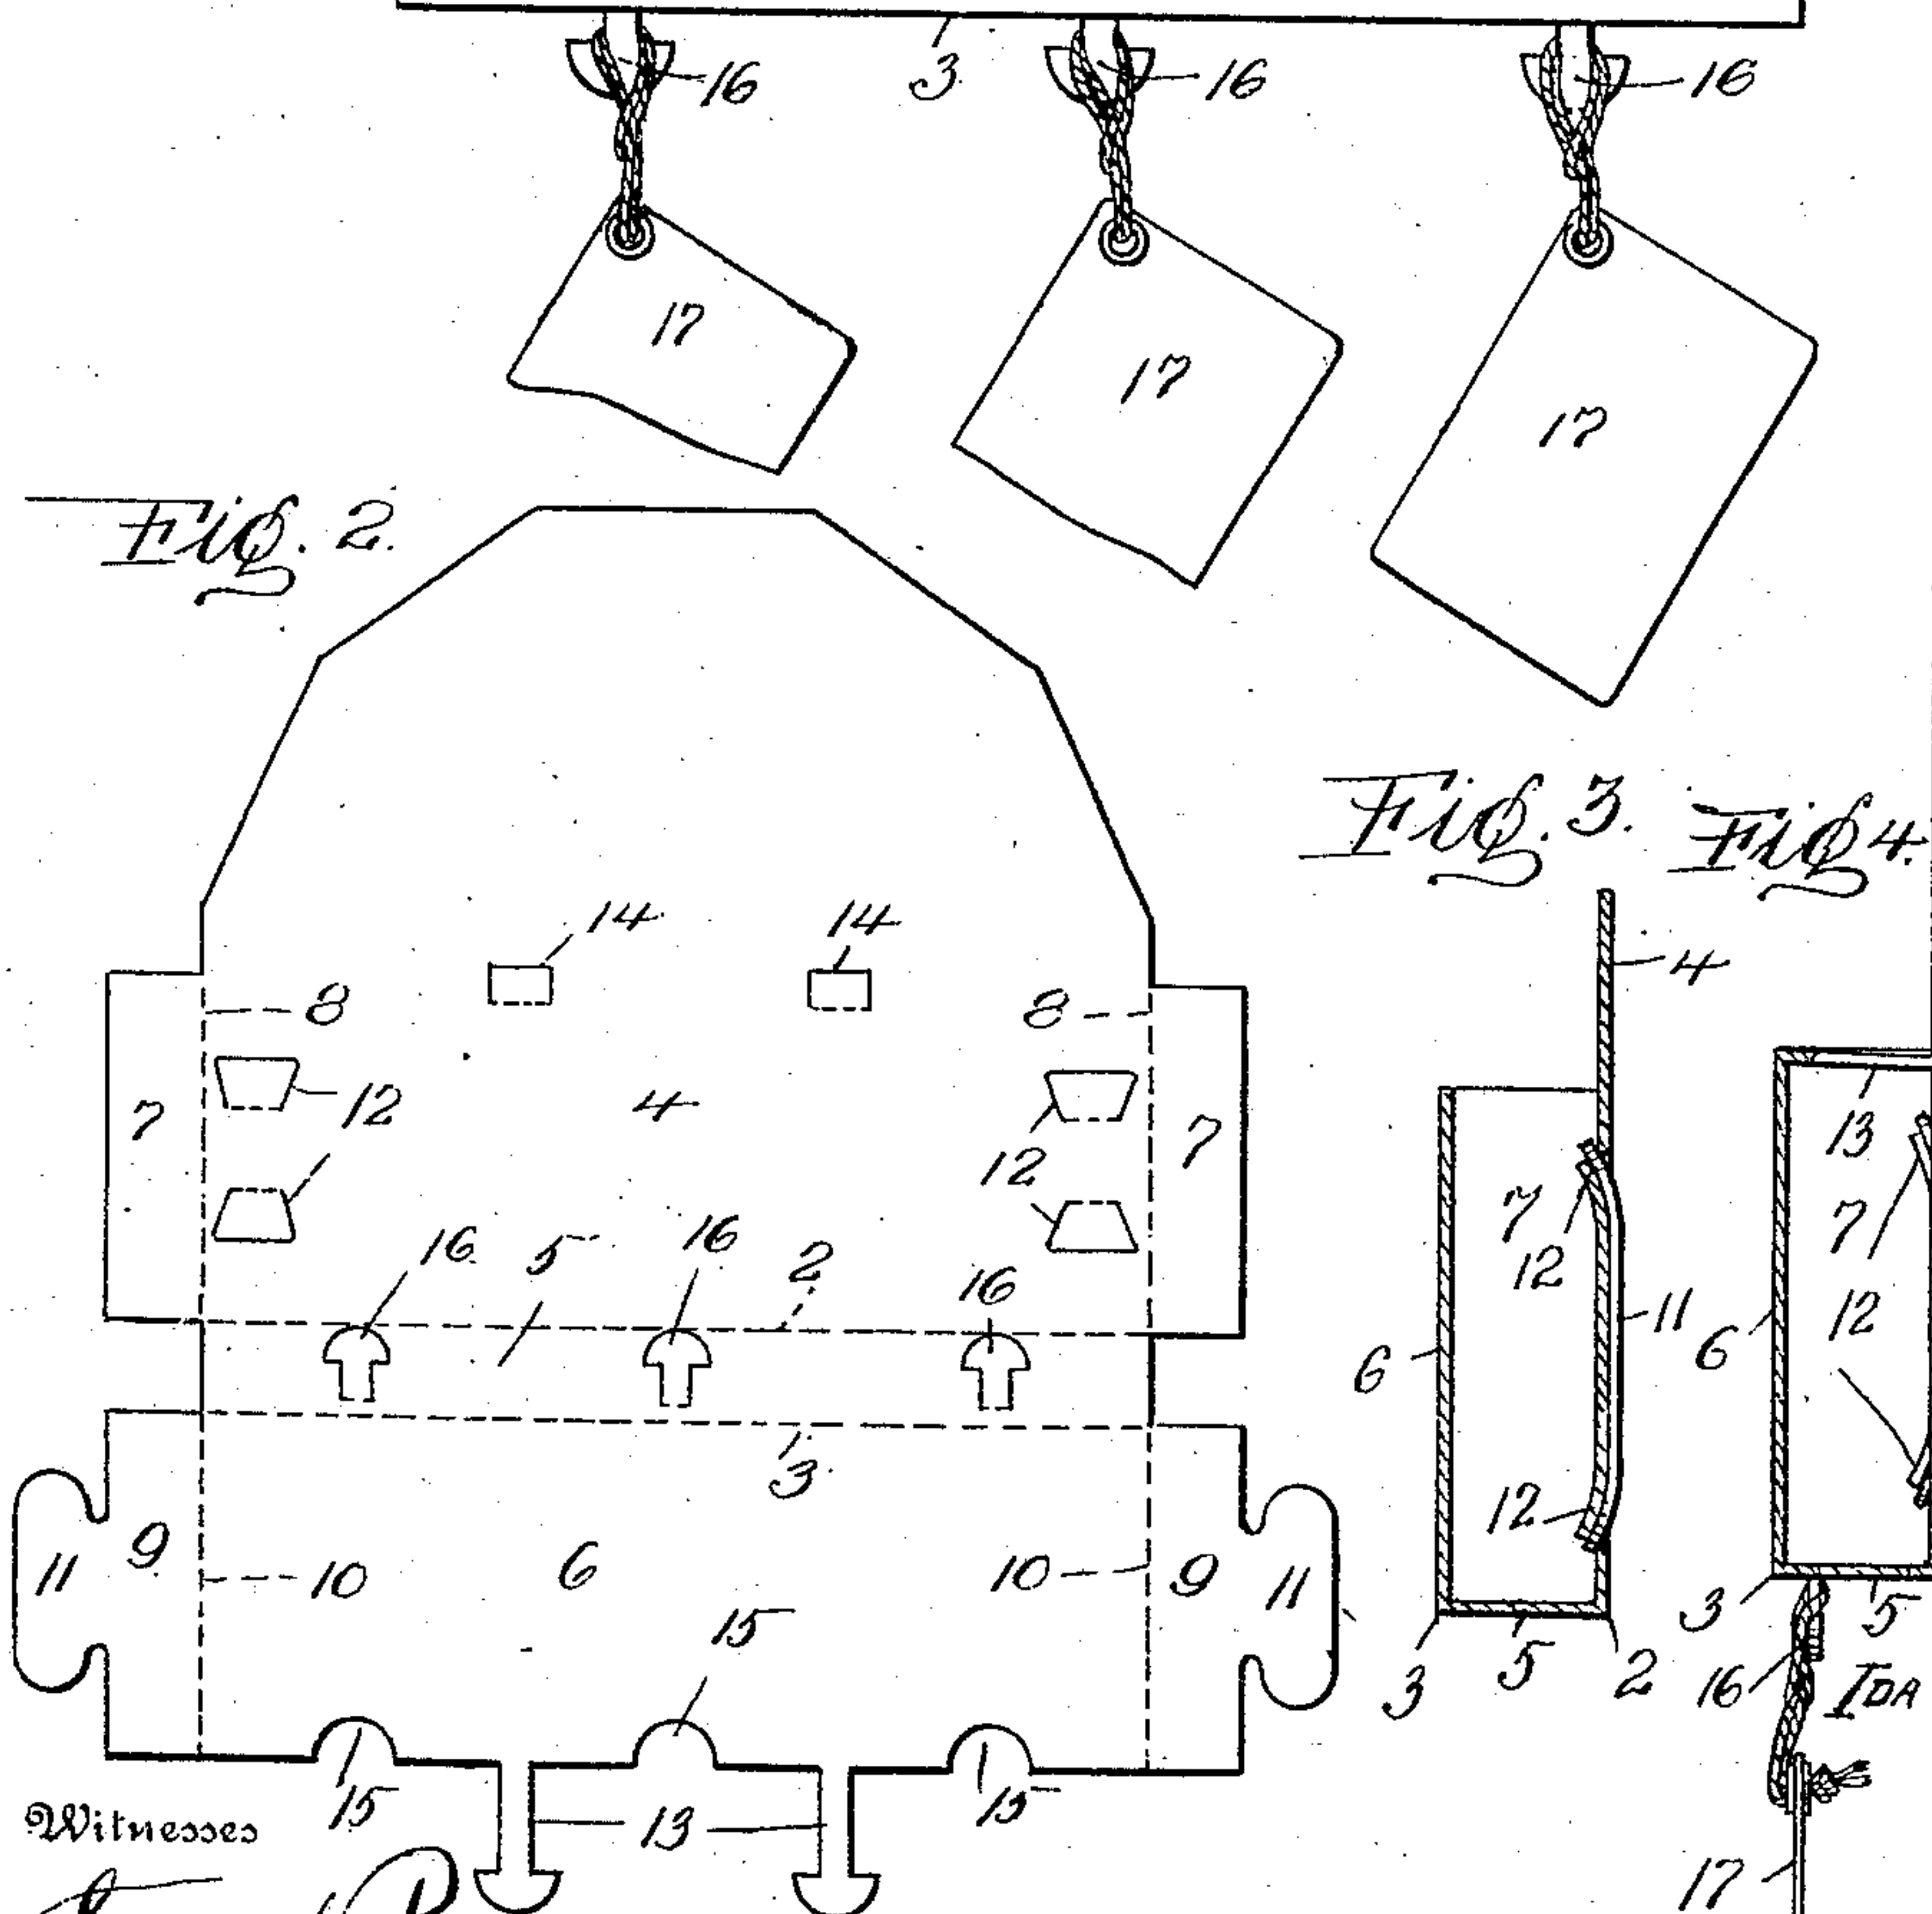 16 3 16 16
17 17 17
Fig. 2.
Fig. 3. Fig 4.
14 14
4
8 8
7 12 4 12 7
13
7 12 7 12
16 5 2 16 16
11 6 6
3
12
9 10 6 10 9
11 11
15
3 5 2 3 5
16 IDA
15 13 15
Witnesses
17